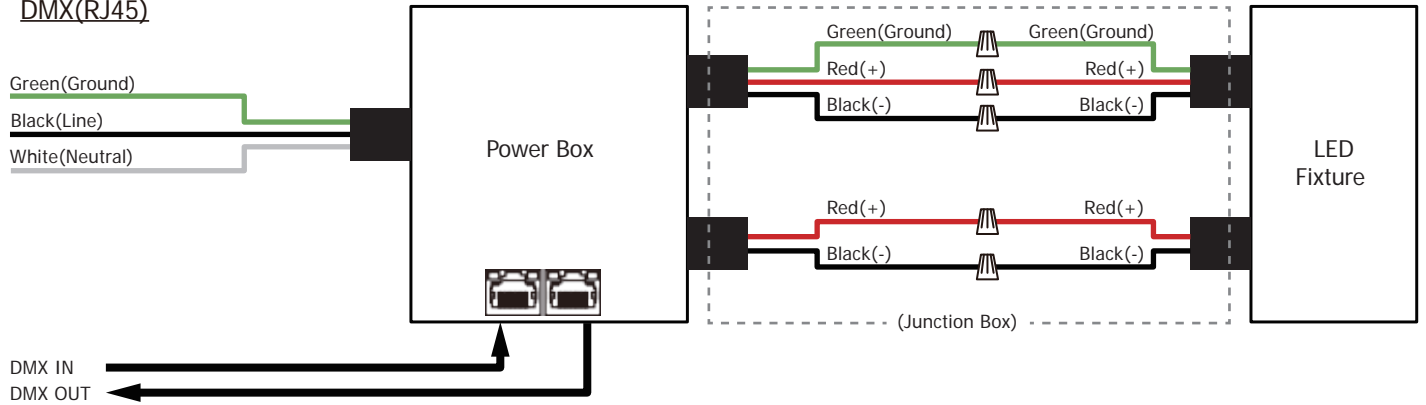 DMX(RJ45)
Green(Ground)
Black(Line)
White(Neutral)
Power Box
Green(Ground) Green(Ground)
Red(+) Red(+)
Black(-) Black(-)
Red(+) Red(+)
Black(-) Black(-)
(Junction Box)
LED
Fixture
DMX IN
DMX OUT